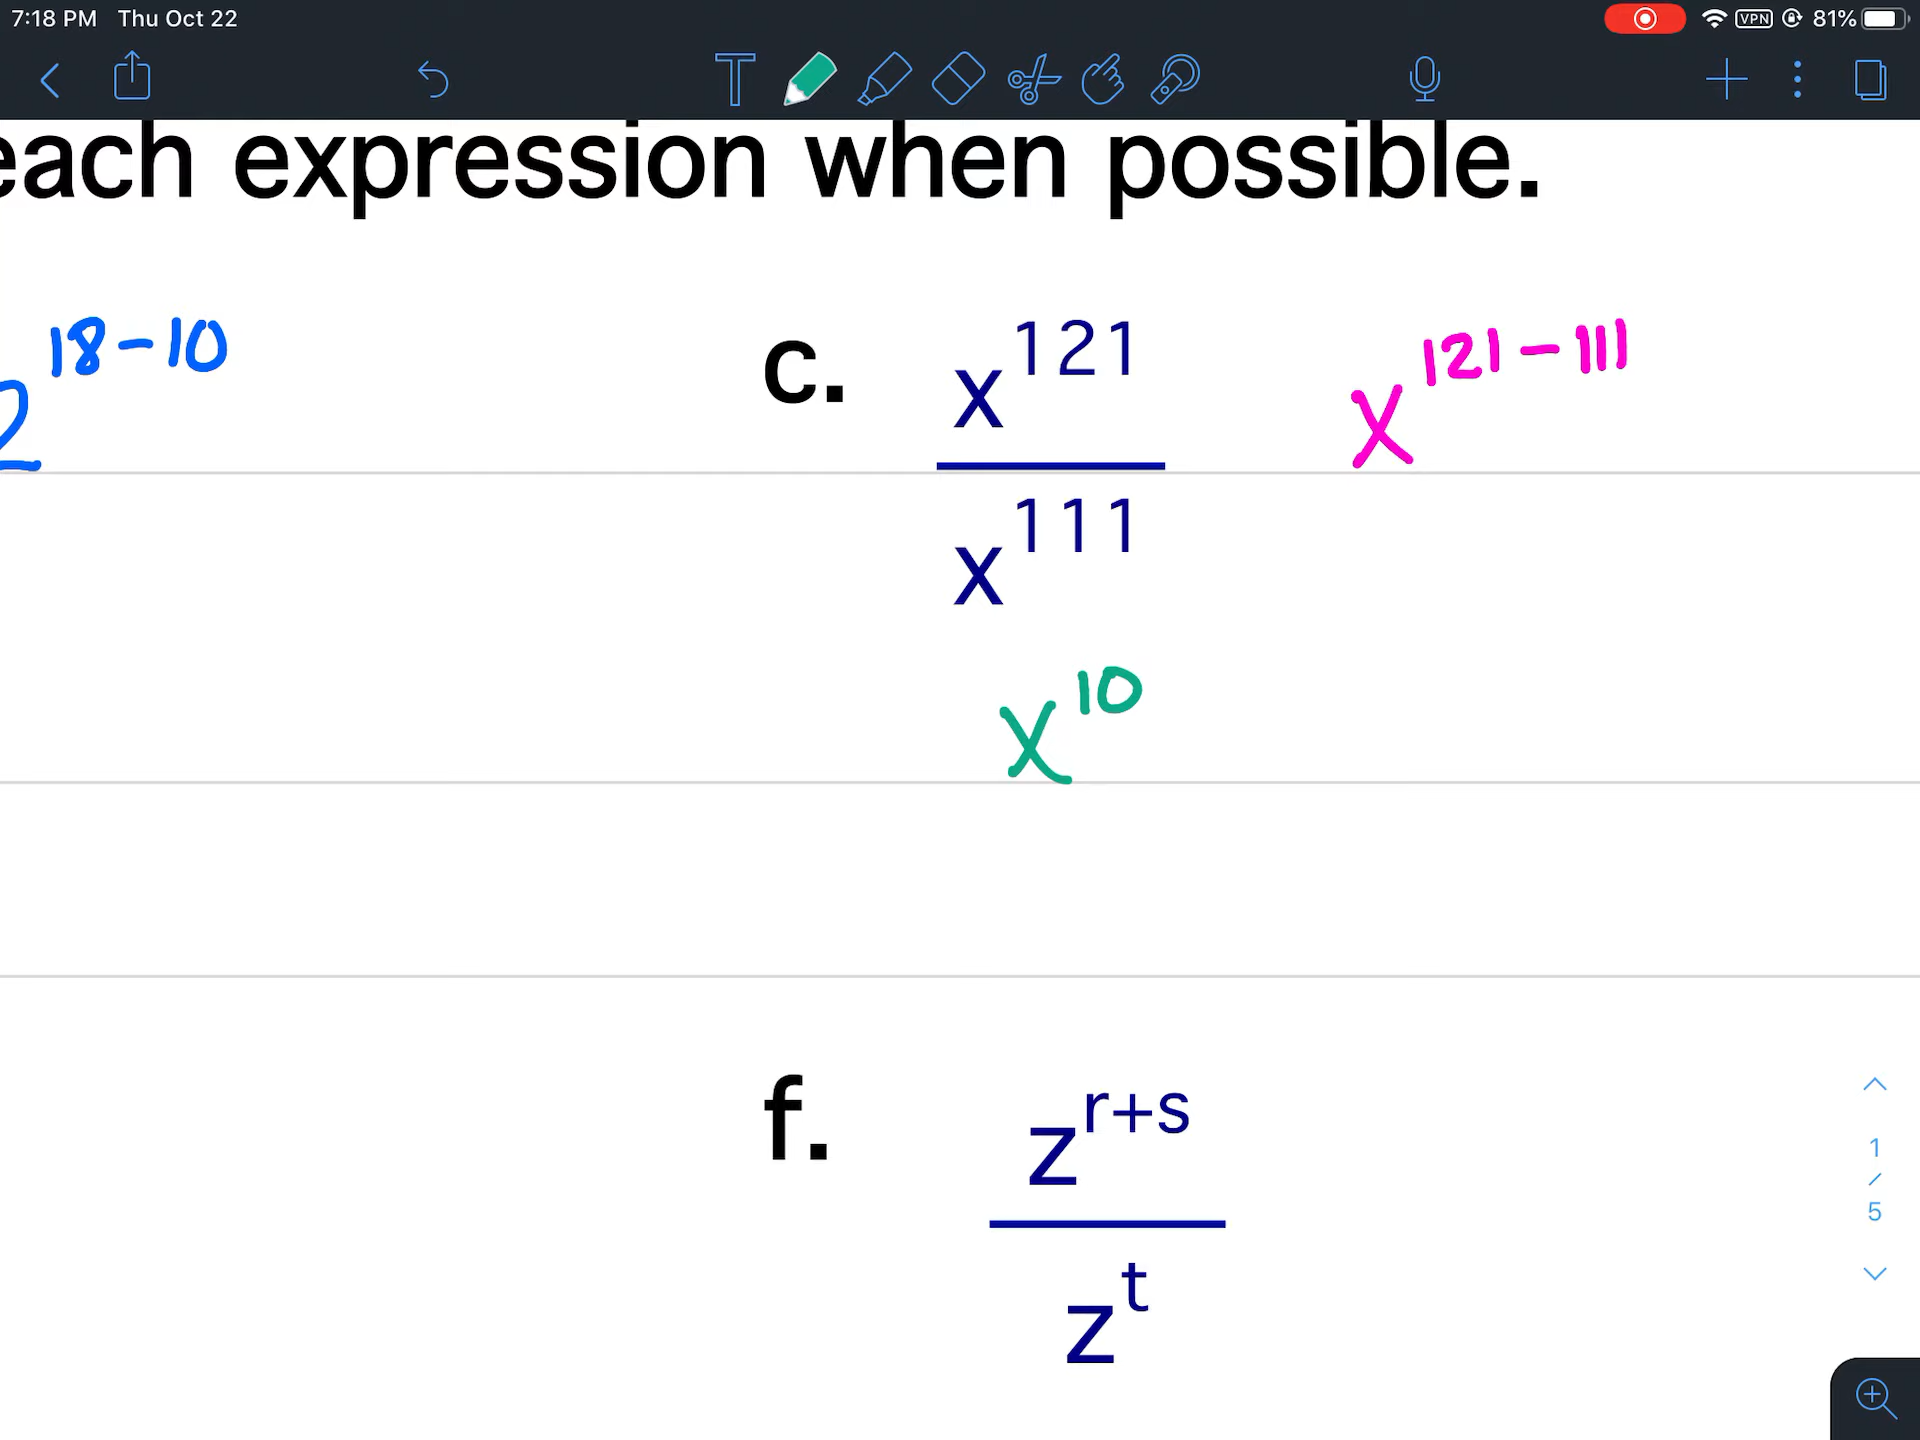 7:18 PM Thu Oct 22
VPN 81%
each expression when possible.
2^18-10
c. x^121 x^121-111
x^111
x^10
f. z^r+s
z^t
1
/
5